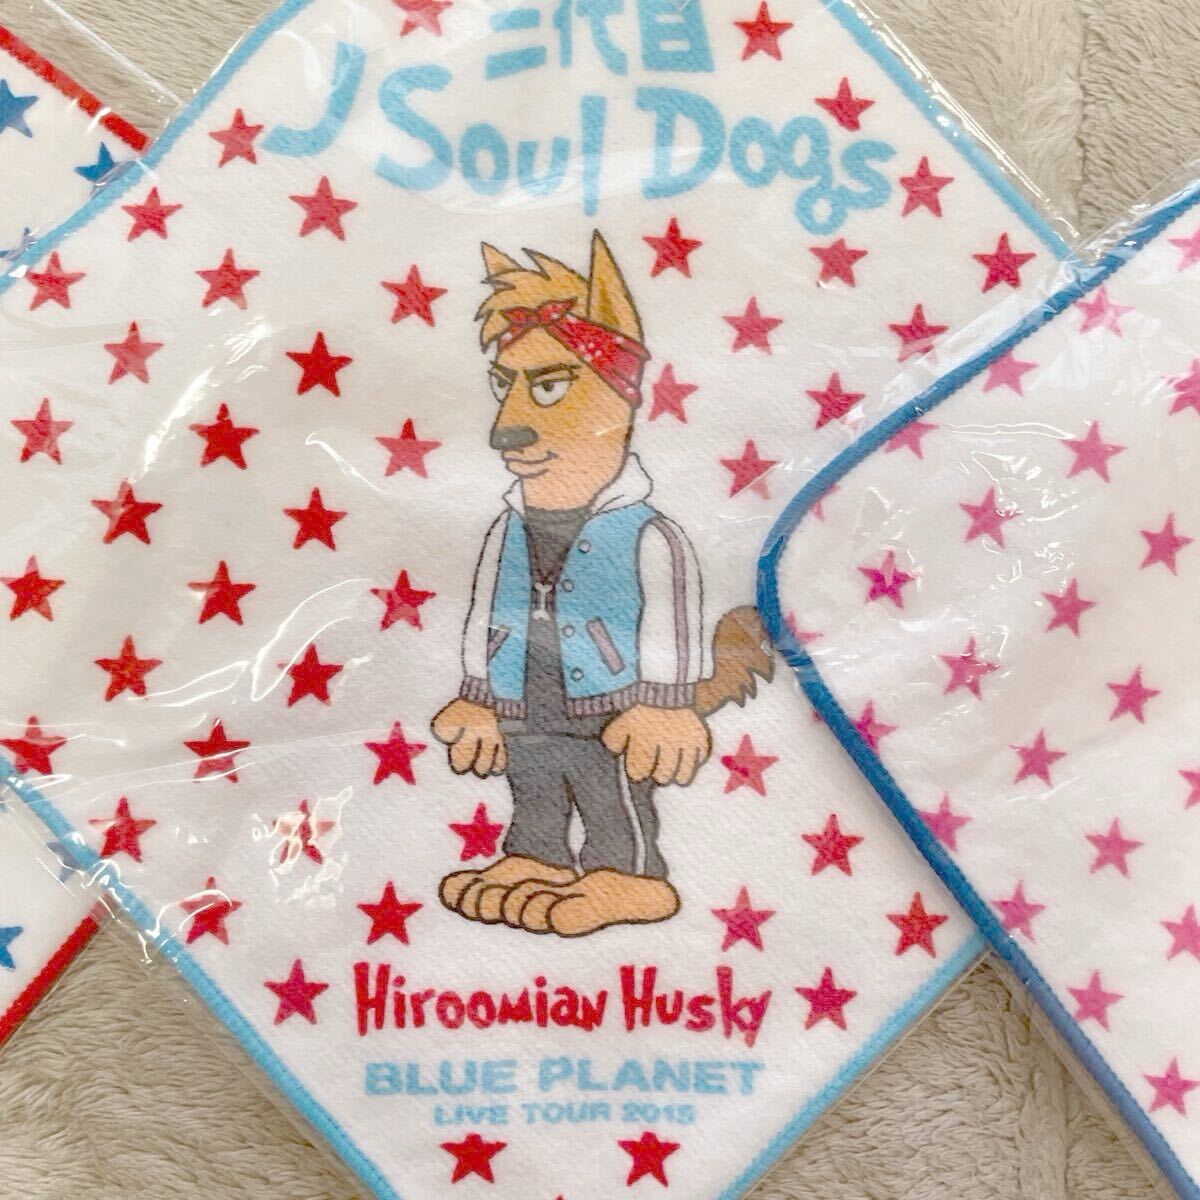 三代目
J Soul Dogs
Hiroomian Husky
BLUE PLANET
LIVE TOUR 2015